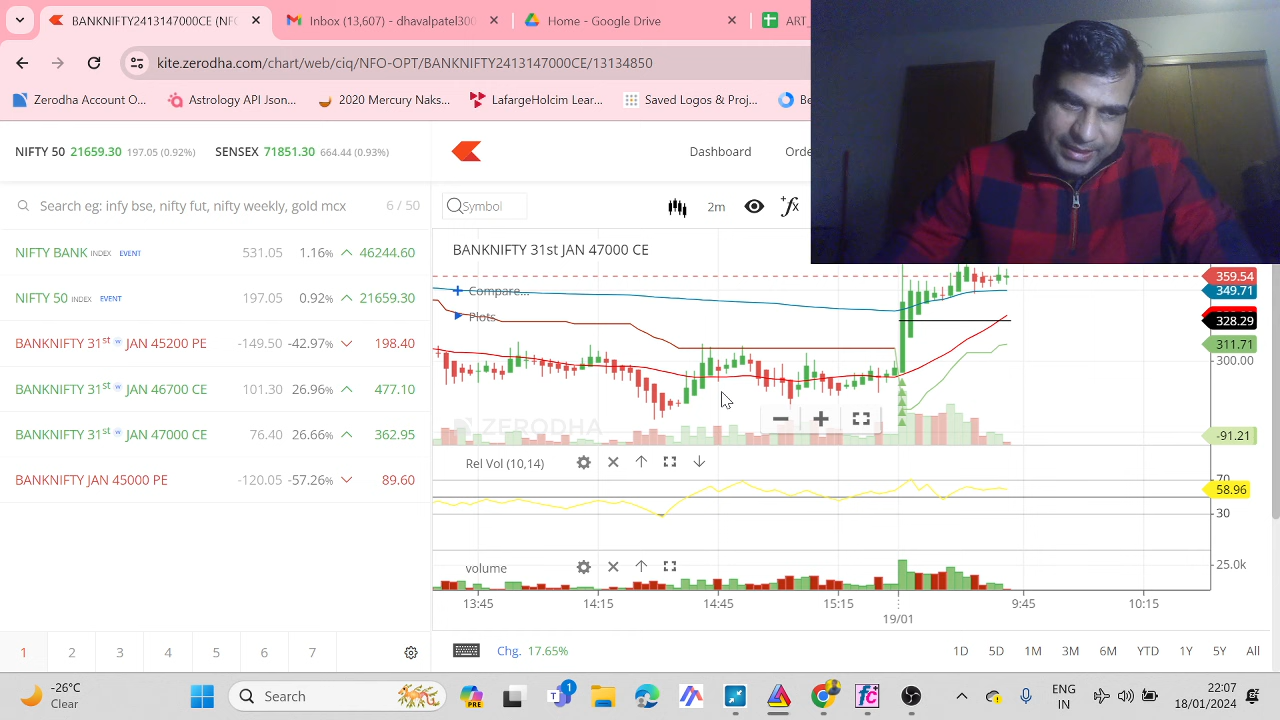 BANKNIFTY2413147000CE (NF
Inbox (13,607) - dhavalpatel300
Home - Google Drive
ART_
kite.zerodha.com/chart/web/ciq/NFO-OPT/BANKNIFTY2413147000CE/13134850
Zerodha Account O...
Astrology API Json...
2020 Mercury Naks...
LafargeHolcim Lear...
Saved Logos & Proj...
Be
NIFTY 50 21659.30 197.05 (0.92%)
SENSEX 71851.30 664.44 (0.93%)
Dashboard
Orde
Search eg: infy bse, nifty fut, nifty weekly, gold mcx
6 / 50
Symbol
2m
NIFTY BANK INDEX EVENT 531.05 1.16% 46244.60
NIFTY 50 INDEX EVENT 197.05 0.92% 21659.30
BANKNIFTY 31st w JAN 45200 PE -149.50 -42.97% 198.40
BANKNIFTY 31st w JAN 46700 CE 101.30 26.96% 477.10
BANKNIFTY 31st w JAN 47000 CE 76.40 26.66% 362.95
BANKNIFTY JAN 45000 PE -120.05 -57.26% 89.60
BANKNIFTY 31st JAN 47000 CE
Compare...
Plots
359.54
349.71
328.29
311.71
300.00
-91.21
ZERODHA
Rel Vol (10,14)
70
58.96
30
volume
25.0k
13:45
14:15
14:45
15:15
9:45
10:15
19/01
1 2 3 4 5 6 7
Chg. 17.65%
1D 5D 1M 3M 6M YTD 1Y 5Y All
-26°C
Clear
Search
PRE
1
ENG
IN
22:07
18/01/2024